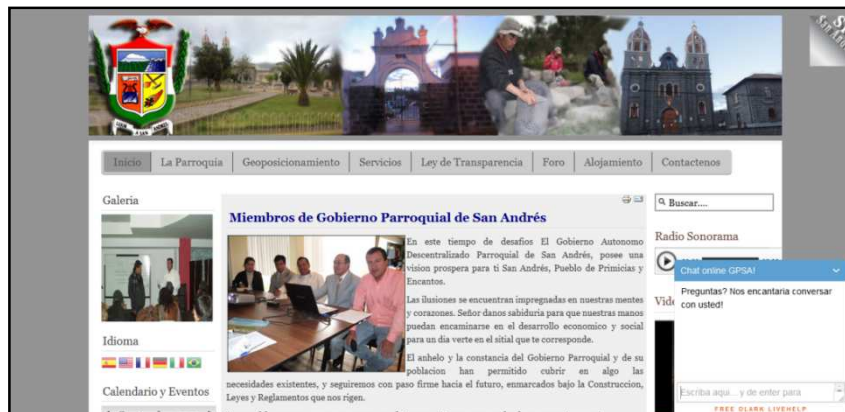 Inicio La Parroquia Geoposicionamiento Servicios Ley de Transparencia Foro Alojamiento Contactenos
Galeria
Idioma
Calendario y Eventos
Miembros de Gobierno Parroquial de San Andrés
En este tiempo de desafios El Gobierno Autonomo
Descentralizado Parroquial de San Andrés, posee una
vision prospera para ti San Andrés, Pueblo de Primicias y
Encantos.
Las ilusiones se encuentran impregnadas en nuestras mentes
y corazones. Señor danos sabiduria para que nuestras manos
puedan encaminarse en el desarrollo economico y social
para un dia verte en el sitial que te corresponde.
El anhelo y la constancia del Gobierno Parroquial y de su
poblacion han permitido cubrir en algo las
necesidades existentes, y seguiremos con paso firme hacia el futuro, enmarcados bajo la Construccion,
Leyes y Reglamentos que nos rigen.
Buscar....
Radio Sonorama
Chat online GPSA!
Preguntas? Nos encantaria conversar
con usted!
Escriba aqui... y de enter para
FREE OLARK LIVEHELP